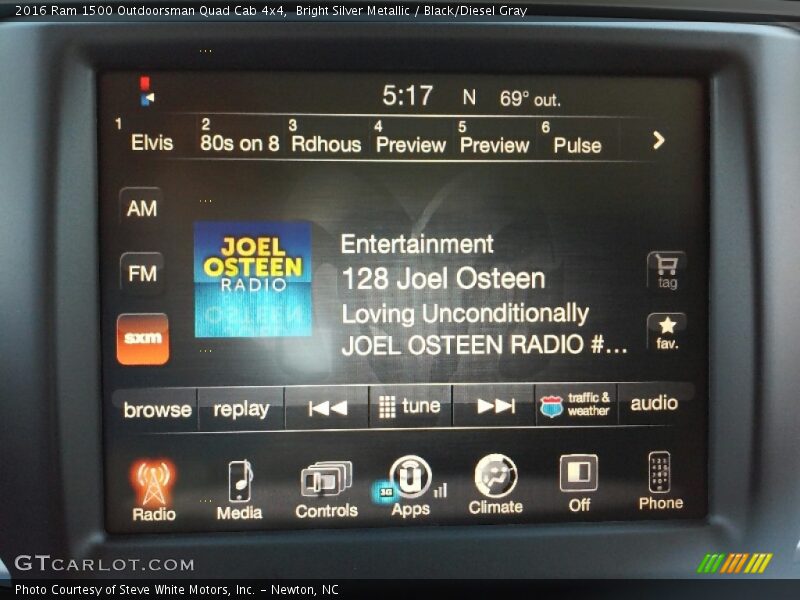 2016 Ram 1500 Outdoorsman Quad Cab 4x4,  Bright Silver Metallic / Black/Diesel Gray
5:17 N 69° out.
1 Elvis 2 80s on 8 3 Rdhous 4 Preview 5 Preview 6 Pulse
AM
FM
sxm
JOEL
OSTEEN
RADIO
Entertainment
128 Joel Osteen
Loving Unconditionally
JOEL OSTEEN RADIO #...
tag
fav.
browse replay tune traffic & weather audio
Radio Media Controls 3G Apps Climate Off Phone
GTCARLOT.COM
Photo Courtesy of Steve White Motors, Inc. - Newton, NC